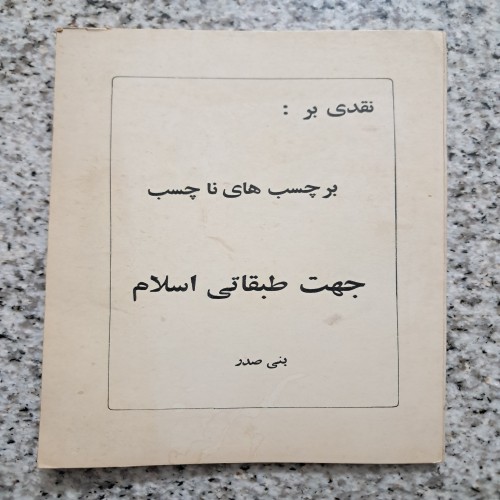 نقدی بر :
برچسب های نا چسب
جهت طبقاتی اسلام
بنی صدر